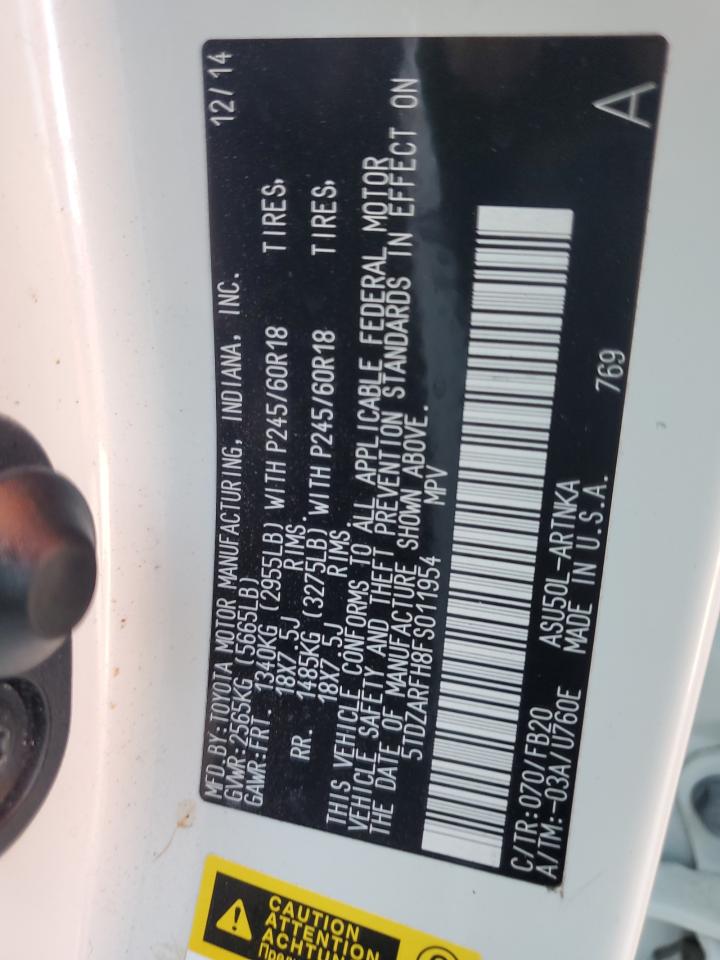 MFD.BY:TOYOTA MOTOR MANUFACTURING, INDIANA, INC. 12/14
GVWR:2565KG (5665LB)
GAWR:FRT. 1340KG (2955LB) WITH P245/60R18 TIRES,
18X7.5J RIMS.
RR. 1485KG (3275LB) WITH P245/60R18 TIRES,
18X7.5J RIMS.
THIS VEHICLE CONFORMS TO ALL APPLICABLE FEDERAL MOTOR
VEHICLE SAFETY AND THEFT PREVENTION STANDARDS IN EFFECT ON
THE DATE OF MANUFACTURE SHOWN ABOVE.
5TDZARFH8FS011954 MPV
C/TR:070/FB20 ASU50L-ARTNKA 769 A
A/TM:-03A/U760E MADE IN U.S.A.
CAUTION
ATTENTION
ACHTUNG